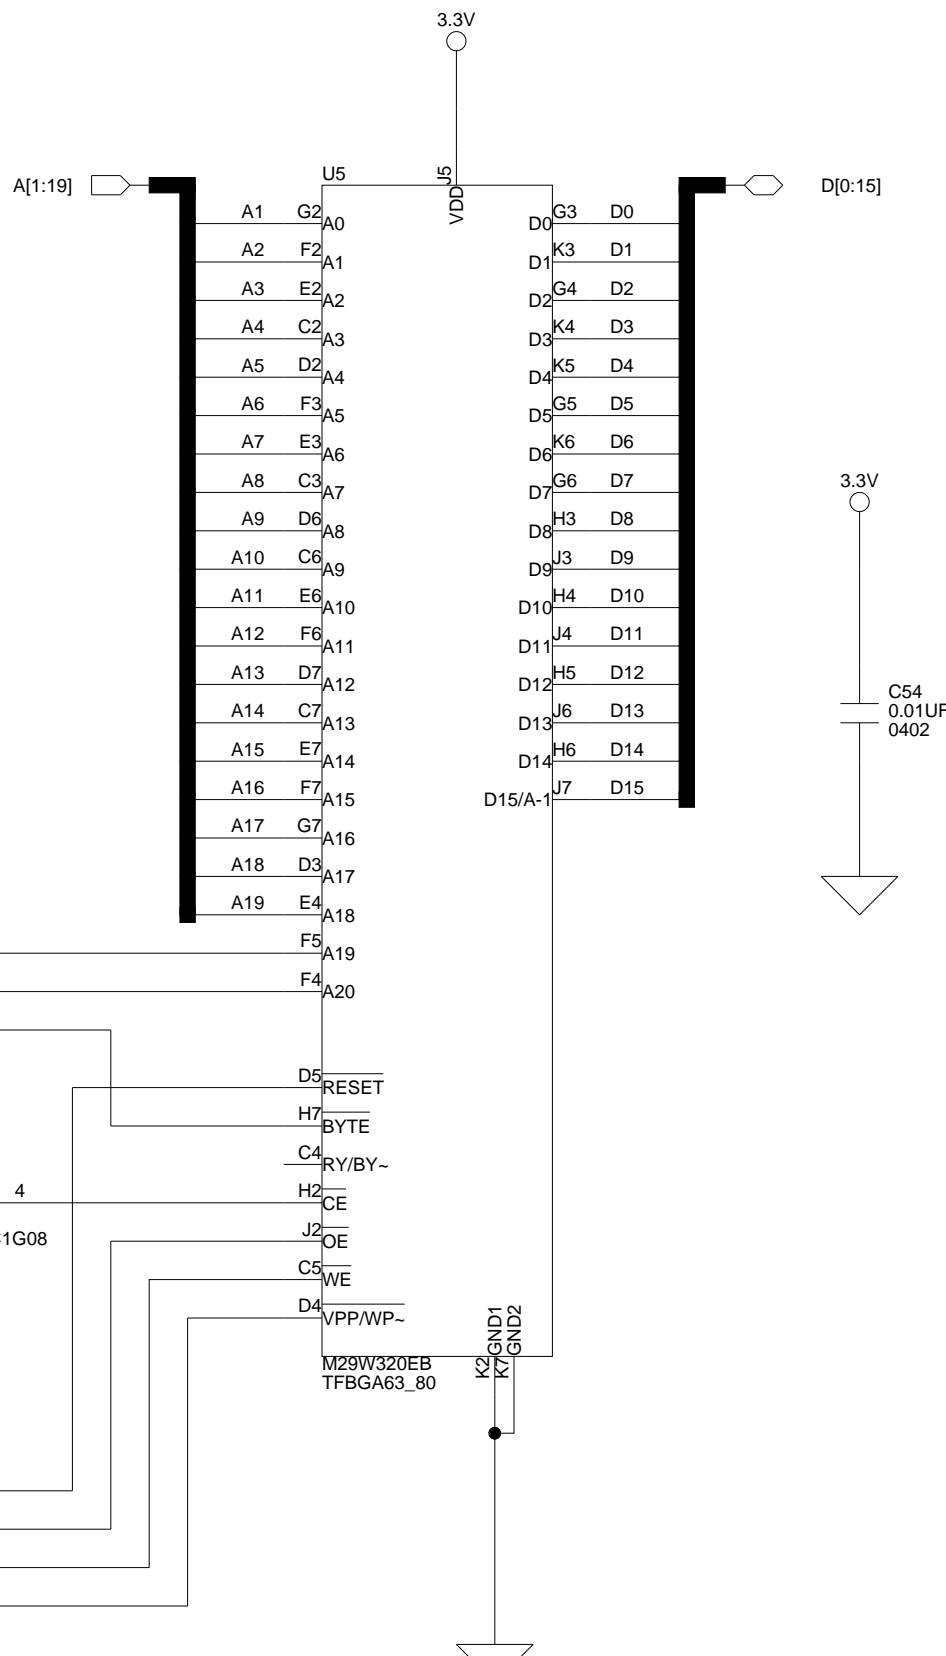 3.3V
A[1:19]
U5
J5
VDD
D[0:15]
A1 G2 A0 D0 G3 D0
A2 F2 A1 D1 K3 D1
A3 E2 A2 D2 G4 D2
A4 C2 A3 D3 K4 D3
A5 D2 A4 D4 K5 D4
A6 F3 A5 D5 G5 D5
A7 E3 A6 D6 K6 D6
A8 C3 A7 D7 G6 D7
3.3V
A9 D6 A8 D8 H3 D8
A10 C6 A9 D9 J3 D9
A11 E6 A10 D10 H4 D10
A12 F6 A11 D11 J4 D11
A13 D7 A12 D12 H5 D12
A14 C7 A13 D13 J6 D13
C54
0.01UF
0402
A15 E7 A14 D14 H6 D14
A16 F7 A15 D15/A-1 J7 D15
A17 G7 A16
A18 D3 A17
A19 E4 A18
F5 A19
F4 A20
D5 RESET
H7 BYTE
C4 RY/BY~
4 H2 CE
1G08
J2 OE
C5 WE
D4 VPP/WP~
GND1
GND2
K2
K7
M29W320EB
TFBGA63_80